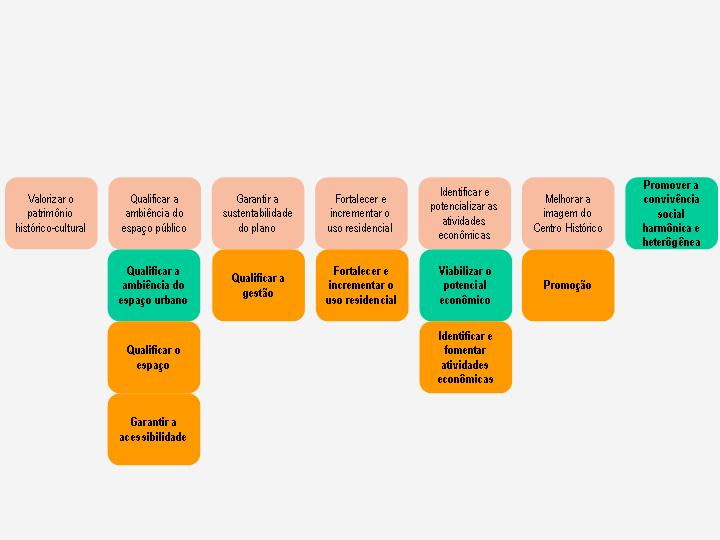 Valorizar o
patrimônio
histórico-cultural
Qualificar a
ambiência do
espaço público
Garantir a
sustentabilidade
do plano
Fortalecer e
incrementar o
uso residencial
Identificar e
potencializar as
atividades
econômicas
Melhorar a
imagem do
Centro Histórico
Promover a
convivência
social
harmônica e
heterôgênea
Qualificar a
ambiência do
espaço urbano
Qualificar a
gestão
Fortalecer e
incrementar o
uso residencial
Viabilizar o
potencial
econômico
Promoção
Qualificar o
espaço
Identificar e
fomentar
atividades
econômicas
Garantir a
acessibilidade